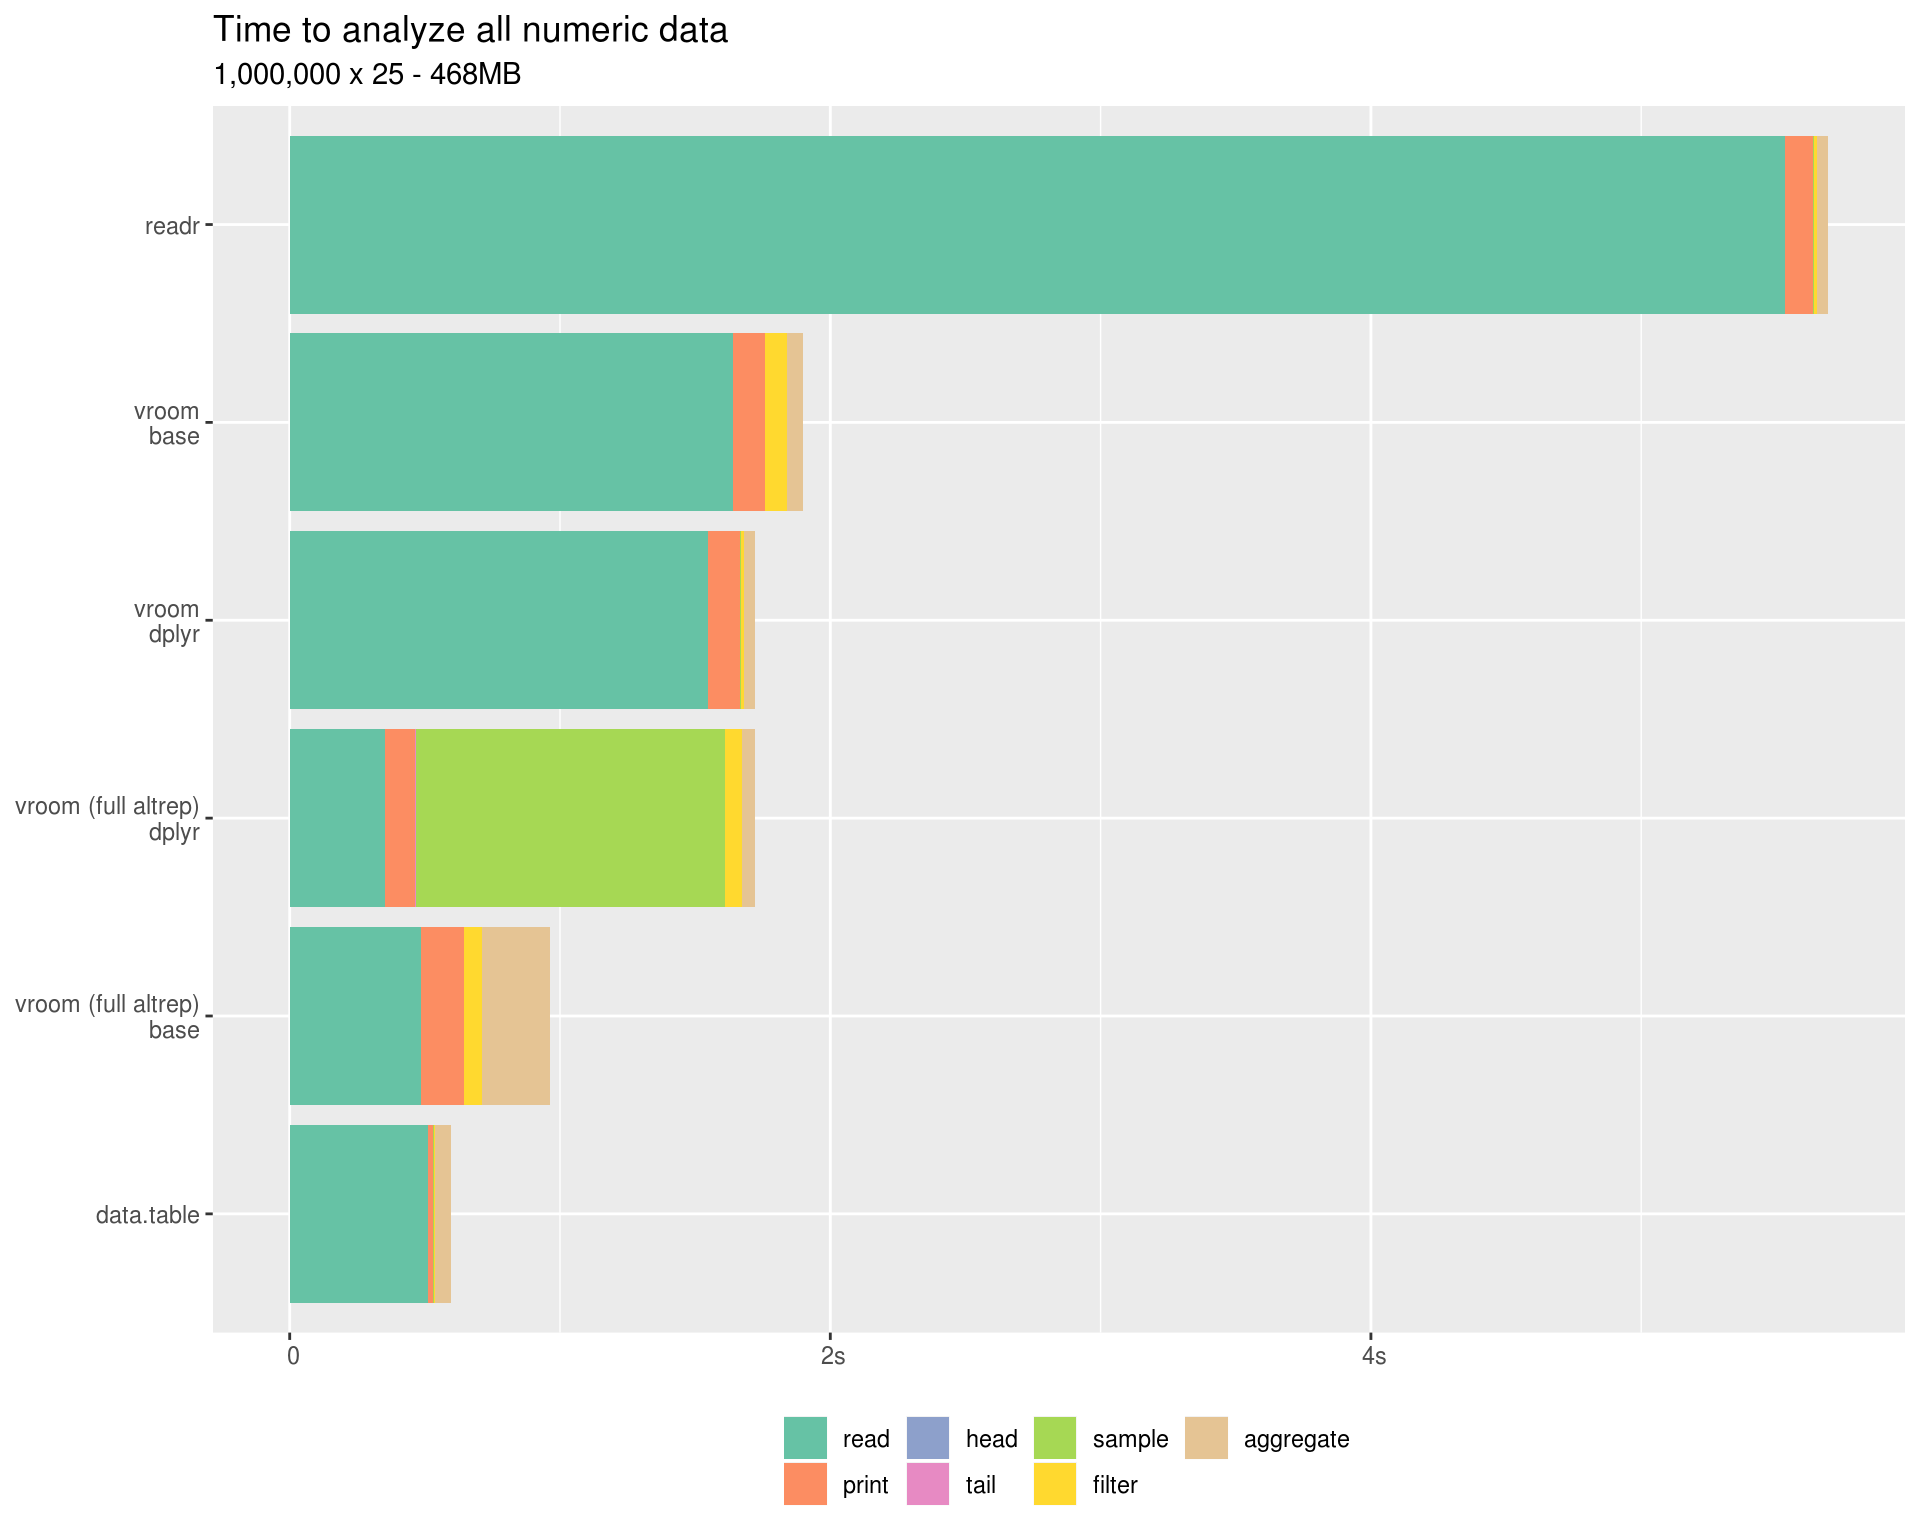 Time to analyze all numeric data
1,000,000 x 25 - 468MB
readr
vroom
base
vroom
dplyr
vroom (full altrep)
dplyr
vroom (full altrep)
base
data.table
0
2s
4s
read
head
sample
aggregate
print
tail
filter